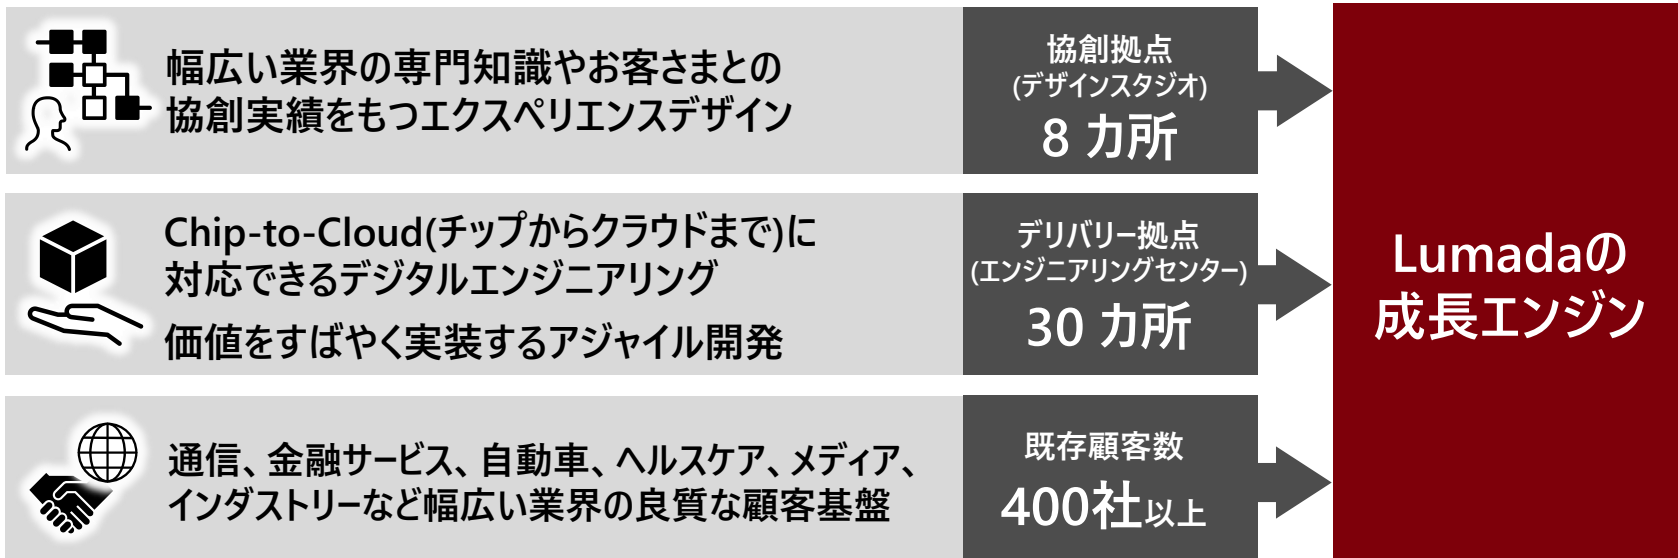 幅広い業界の専門知識やお客さまとの
協創実績をもつエクスペリエンスデザイン
協創拠点
(デザインスタジオ)
8 カ所
Chip-to-Cloud(チップからクラウドまで)に
対応できるデジタルエンジニアリング
価値をすばやく実装するアジャイル開発
デリバリー拠点
(エンジニアリングセンター)
30 カ所
通信、金融サービス、自動車、ヘルスケア、メディア、
インダストリーなど幅広い業界の良質な顧客基盤
既存顧客数
400社以上
Lumadaの
成長エンジン